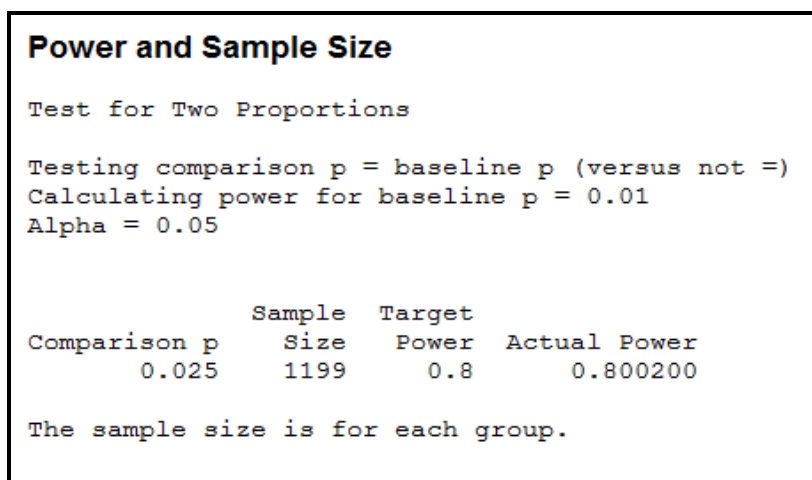 Power and Sample Size
Test for Two Proportions
Testing comparison p = baseline p (versus not =)
Calculating power for baseline p = 0.01
Alpha = 0.05
Sample Target
Comparison p Size Power Actual Power
0.025 1199 0.8 0.800200
The sample size is for each group.